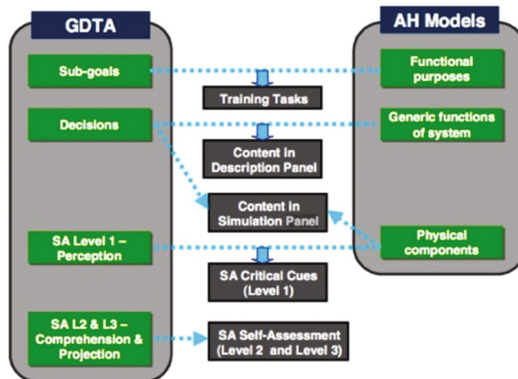 GDTA
AH Models
Sub-goals
Functional
purposes
Training Tasks
Decisions
Generic functions
of system
Content in
Description Panel
Content in
Simulation Panel
SA Level 1 –
Perception
Physical
components
SA Critical Cues
(Level 1)
SA L2 & L3 –
Comprehension &
Projection
SA Self-Assessment
(Level 2 and Level 3)